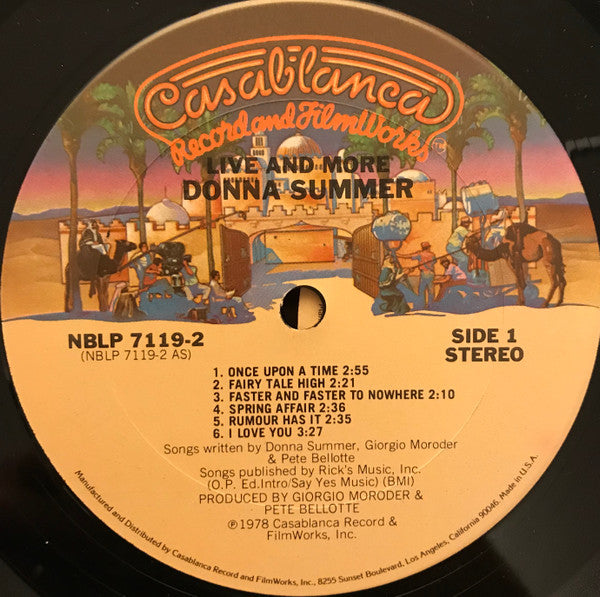 Casablanca
Record and FilmWorks
TM
LIVE AND MORE
DONNA SUMMER
NBLP 7119-2
(NBLP 7119-2 AS)
SIDE 1
STEREO
1. ONCE UPON A TIME 2:55
2. FAIRY TALE HIGH 2:21
3. FASTER AND FASTER TO NOWHERE 2:10
4. SPRING AFFAIR 2:36
5. RUMOUR HAS IT 2:35
6. I LOVE YOU 3:27
Songs written by Donna Summer, Giorgio Moroder
& Pete Bellotte
Songs published by Rick's Music, Inc.
(O.P. Ed.Intro/Say Yes Music) (BMI)
PRODUCED BY GIORGIO MORODER &
PETE BELLOTTE
℗1978 Casablanca Record &
FilmWorks, Inc.
Manufactured and Distributed by Casablanca Record and FilmWorks, Inc., 8255 Sunset Boulevard, Los Angeles, California 90046. Made in U.S.A.